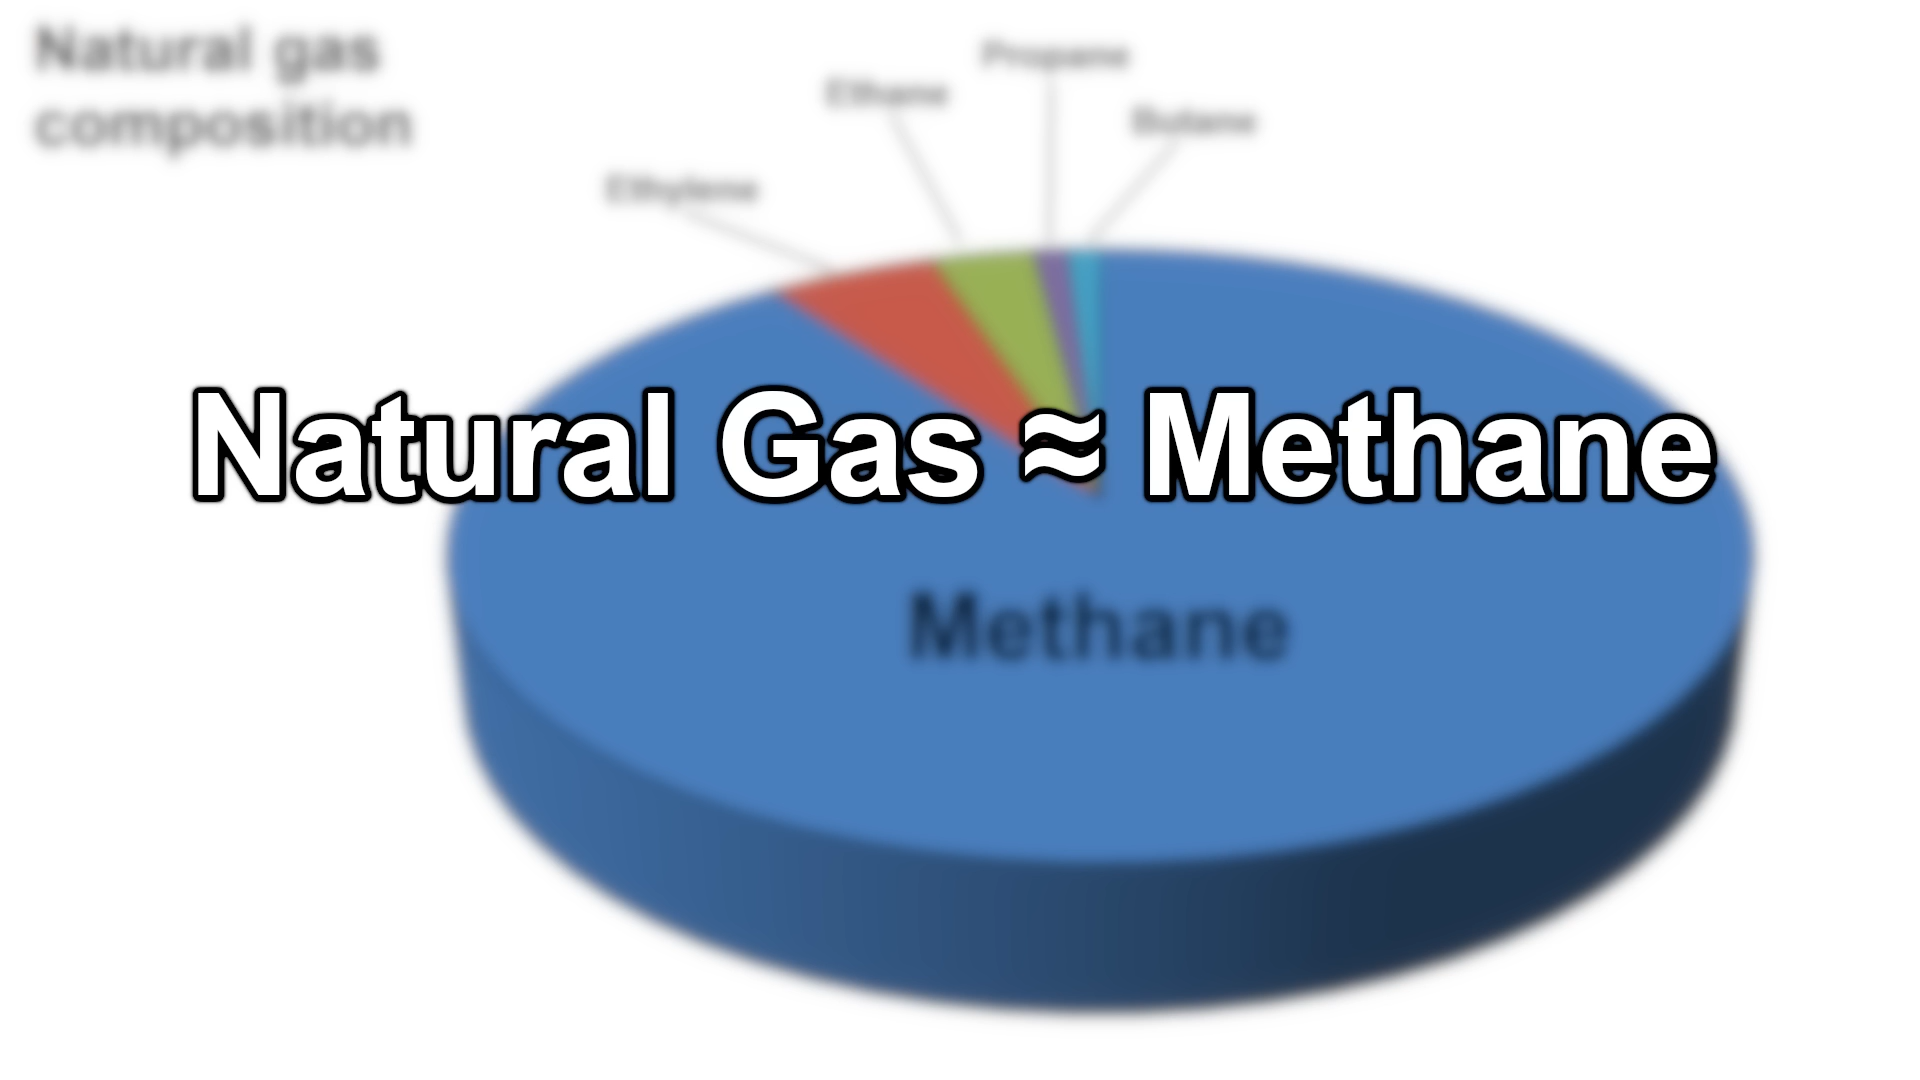 Natural gas
composition
Propane
Ethane
Butane
Ethylene
Natural Gas ≈ Methane
Methane